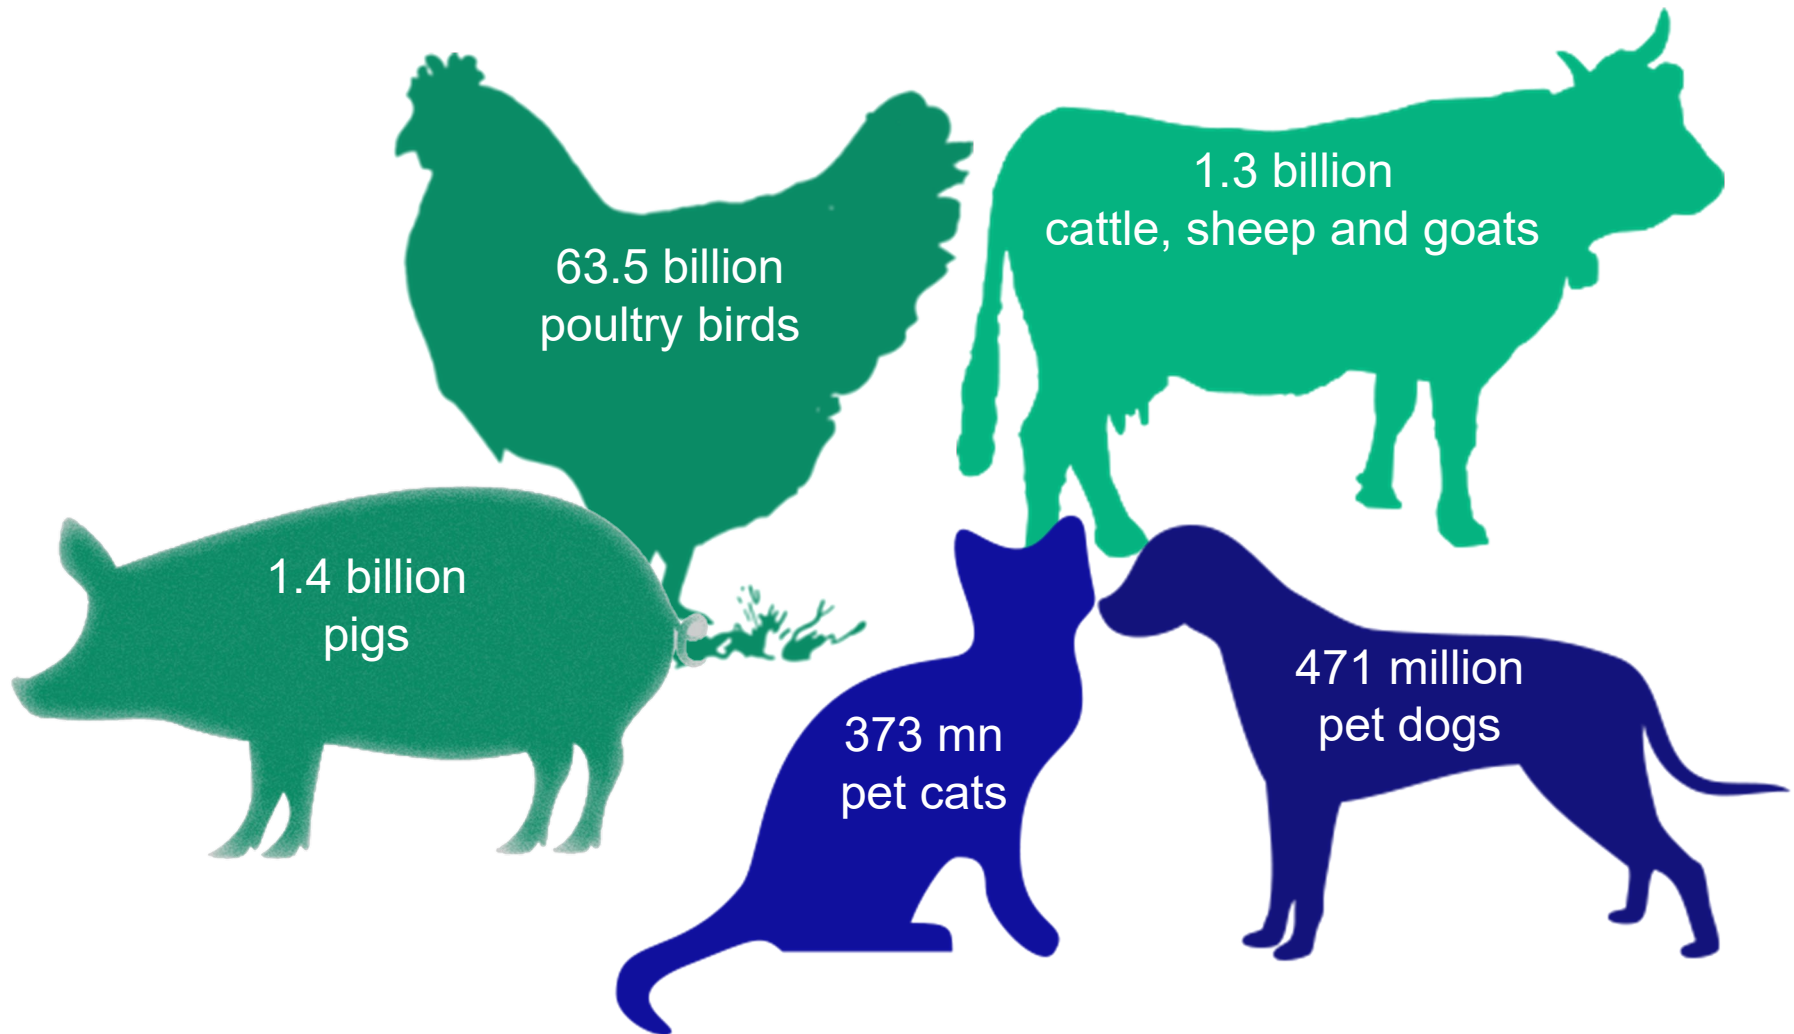 63.5 billion
poultry birds
1.3 billion
cattle, sheep and goats
1.4 billion
pigs
373 mn
pet cats
471 million
pet dogs